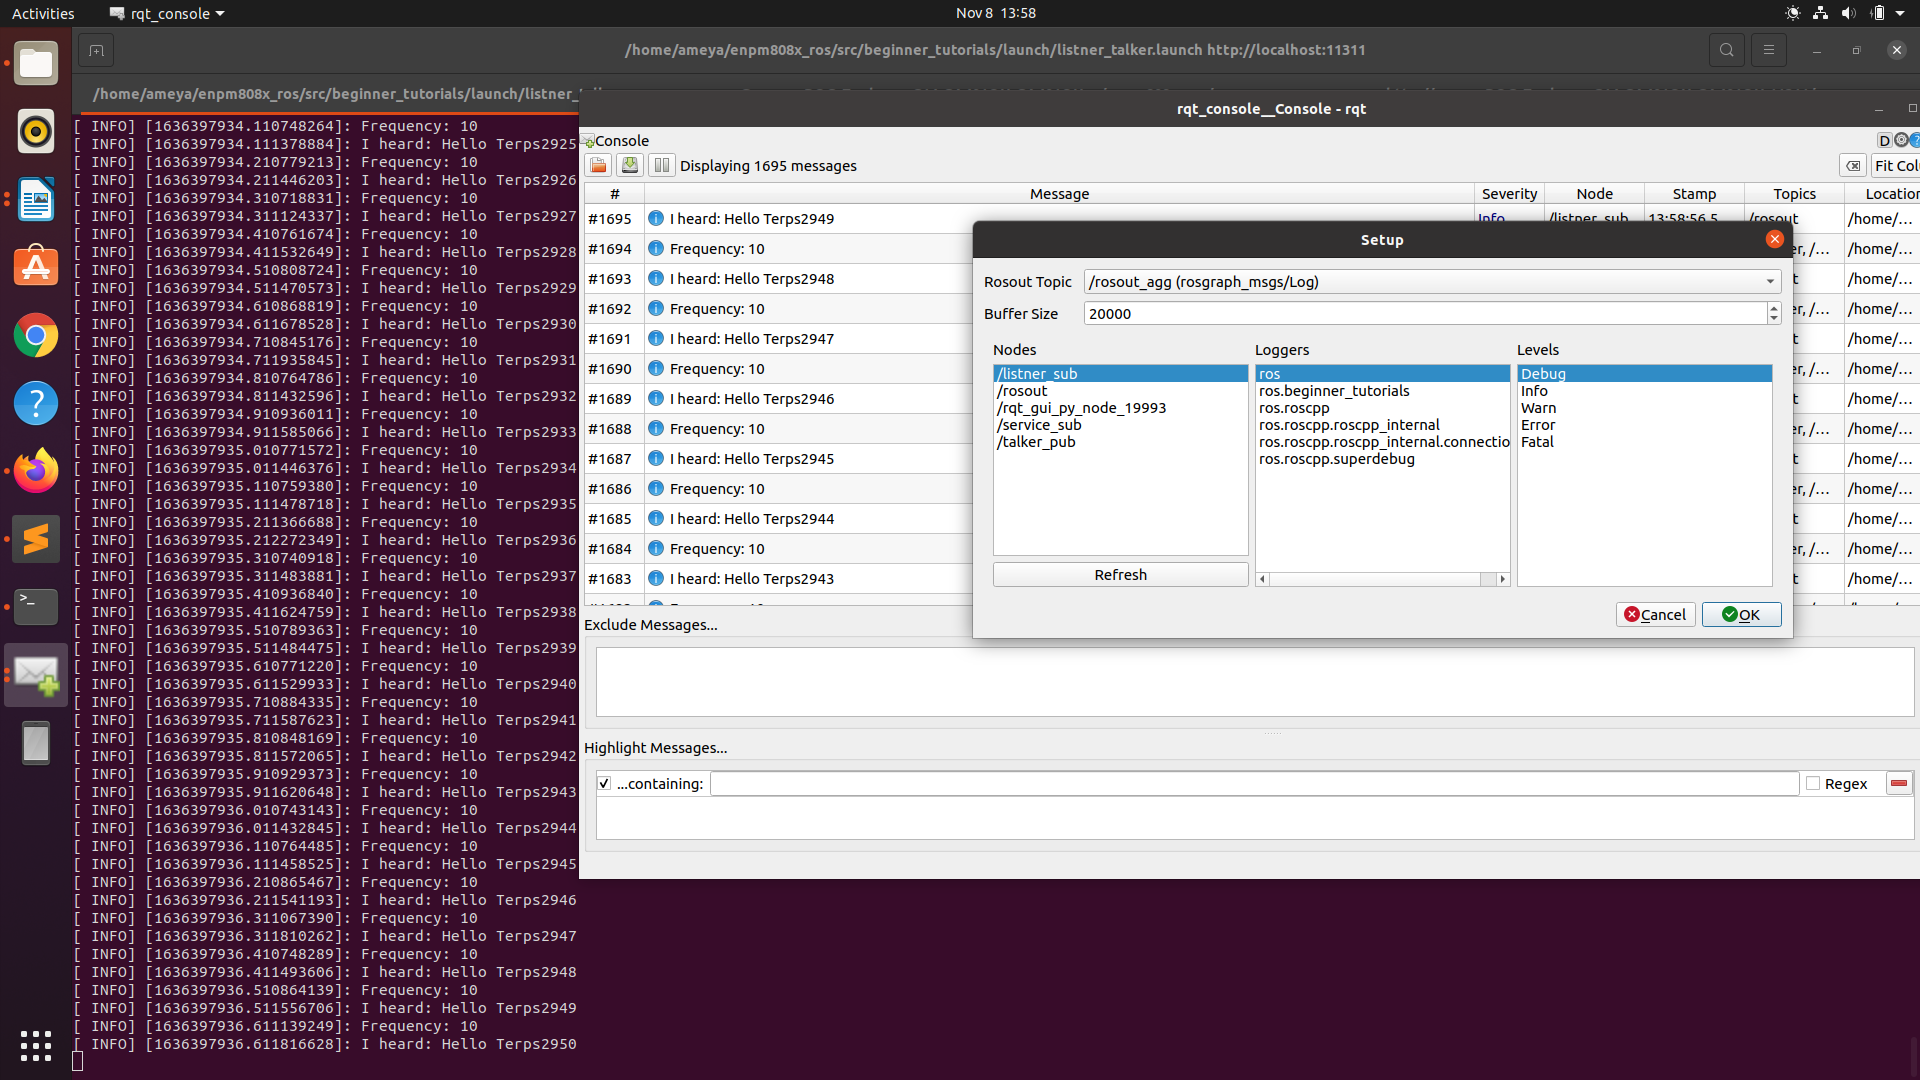 Activities
rqt_console
Nov 8 13:58
/home/ameya/enpm808x_ros/src/beginner_tutorials/launch/listner_talker.launch http://localhost:11311
/home/ameya/enpm808x_ros/src/beginner_tutorials/launch/listner_t
[ INFO] [1636397934.110748264]: Frequency: 10
[ INFO] [1636397934.111378884]: I heard: Hello Terps2925
[ INFO] [1636397934.210779213]: Frequency: 10
[ INFO] [1636397934.211446203]: I heard: Hello Terps2926
[ INFO] [1636397934.310718831]: Frequency: 10
[ INFO] [1636397934.311124337]: I heard: Hello Terps2927
[ INFO] [1636397934.410761674]: Frequency: 10
[ INFO] [1636397934.411532649]: I heard: Hello Terps2928
[ INFO] [1636397934.510808724]: Frequency: 10
[ INFO] [1636397934.511470573]: I heard: Hello Terps2929
[ INFO] [1636397934.610868819]: Frequency: 10
[ INFO] [1636397934.611678528]: I heard: Hello Terps2930
[ INFO] [1636397934.710845176]: Frequency: 10
[ INFO] [1636397934.711935845]: I heard: Hello Terps2931
[ INFO] [1636397934.810764786]: Frequency: 10
[ INFO] [1636397934.811432596]: I heard: Hello Terps2932
[ INFO] [1636397934.910936011]: Frequency: 10
[ INFO] [1636397934.911585066]: I heard: Hello Terps2933
[ INFO] [1636397935.010771572]: Frequency: 10
[ INFO] [1636397935.011446376]: I heard: Hello Terps2934
[ INFO] [1636397935.110759380]: Frequency: 10
[ INFO] [1636397935.111478718]: I heard: Hello Terps2935
[ INFO] [1636397935.211366688]: Frequency: 10
[ INFO] [1636397935.212272349]: I heard: Hello Terps2936
[ INFO] [1636397935.310740918]: Frequency: 10
[ INFO] [1636397935.311483881]: I heard: Hello Terps2937
[ INFO] [1636397935.410936840]: Frequency: 10
[ INFO] [1636397935.411624759]: I heard: Hello Terps2938
[ INFO] [1636397935.510789363]: Frequency: 10
[ INFO] [1636397935.511484475]: I heard: Hello Terps2939
[ INFO] [1636397935.610771220]: Frequency: 10
[ INFO] [1636397935.611529933]: I heard: Hello Terps2940
[ INFO] [1636397935.710884335]: Frequency: 10
[ INFO] [1636397935.711587623]: I heard: Hello Terps2941
[ INFO] [1636397935.810848169]: Frequency: 10
[ INFO] [1636397935.811572065]: I heard: Hello Terps2942
[ INFO] [1636397935.910929373]: Frequency: 10
[ INFO] [1636397935.911620648]: I heard: Hello Terps2943
[ INFO] [1636397936.010743143]: Frequency: 10
[ INFO] [1636397936.011432845]: I heard: Hello Terps2944
[ INFO] [1636397936.110764485]: Frequency: 10
[ INFO] [1636397936.111458525]: I heard: Hello Terps2945
[ INFO] [1636397936.210865467]: Frequency: 10
[ INFO] [1636397936.211541193]: I heard: Hello Terps2946
[ INFO] [1636397936.311067390]: Frequency: 10
[ INFO] [1636397936.311810262]: I heard: Hello Terps2947
[ INFO] [1636397936.410748289]: Frequency: 10
[ INFO] [1636397936.411493606]: I heard: Hello Terps2948
[ INFO] [1636397936.510864139]: Frequency: 10
[ INFO] [1636397936.511556706]: I heard: Hello Terps2949
[ INFO] [1636397936.611139249]: Frequency: 10
[ INFO] [1636397936.611816628]: I heard: Hello Terps2950
rqt_console__Console - rqt
Console
D
Displaying 1695 messages
Fit Col
# Message Severity Node Stamp Topics Location
#1695 I heard: Hello Terps2949 Info /listner_sub 13:58:56.5 /rosout /home/...
#1694 Frequency: 10 er, /... /home/...
#1693 I heard: Hello Terps2948 t /home/...
#1692 Frequency: 10 er, /... /home/...
#1691 I heard: Hello Terps2947 t /home/...
#1690 Frequency: 10 er, /... /home/...
#1689 I heard: Hello Terps2946 t /home/...
#1688 Frequency: 10 er, /... /home/...
#1687 I heard: Hello Terps2945 t /home/...
#1686 Frequency: 10 er, /... /home/...
#1685 I heard: Hello Terps2944 t /home/...
#1684 Frequency: 10 er, /... /home/...
#1683 I heard: Hello Terps2943 t /home/...
Exclude Messages...
Highlight Messages...
...containing:
Regex
Setup
Rosout Topic /rosout_agg (rosgraph_msgs/Log)
Buffer Size 20000
Nodes
/listner_sub
/rosout
/rqt_gui_py_node_19993
/service_sub
/talker_pub
Refresh
Loggers
ros
ros.beginner_tutorials
ros.roscpp
ros.roscpp.roscpp_internal
ros.roscpp.roscpp_internal.connectio
ros.roscpp.superdebug
Levels
Debug
Info
Warn
Error
Fatal
Cancel
OK